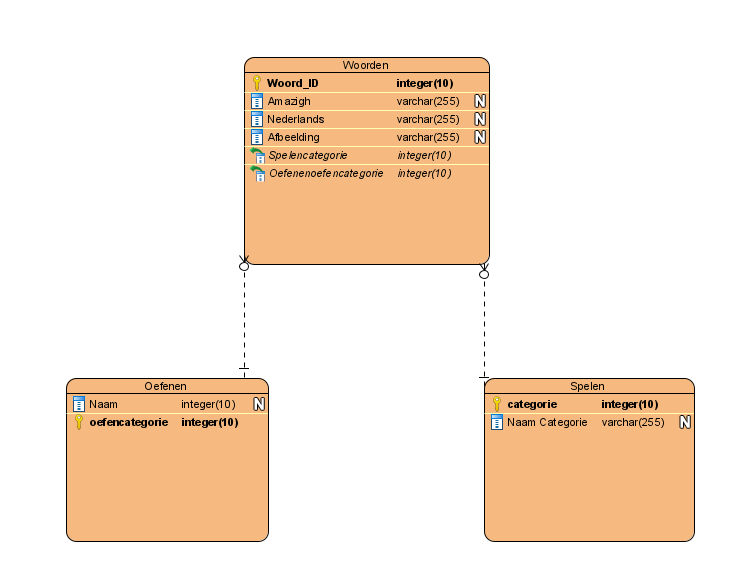 Woorden
Woord_ID integer(10)
Amazigh varchar(255) N
Nederlands varchar(255) N
Afbeelding varchar(255) N
Spelencategorie integer(10)
Oefenenoefencategorie integer(10)
Oefenen
Naam integer(10) N
oefencategorie integer(10)
Spelen
categorie integer(10)
Naam Categorie varchar(255) N